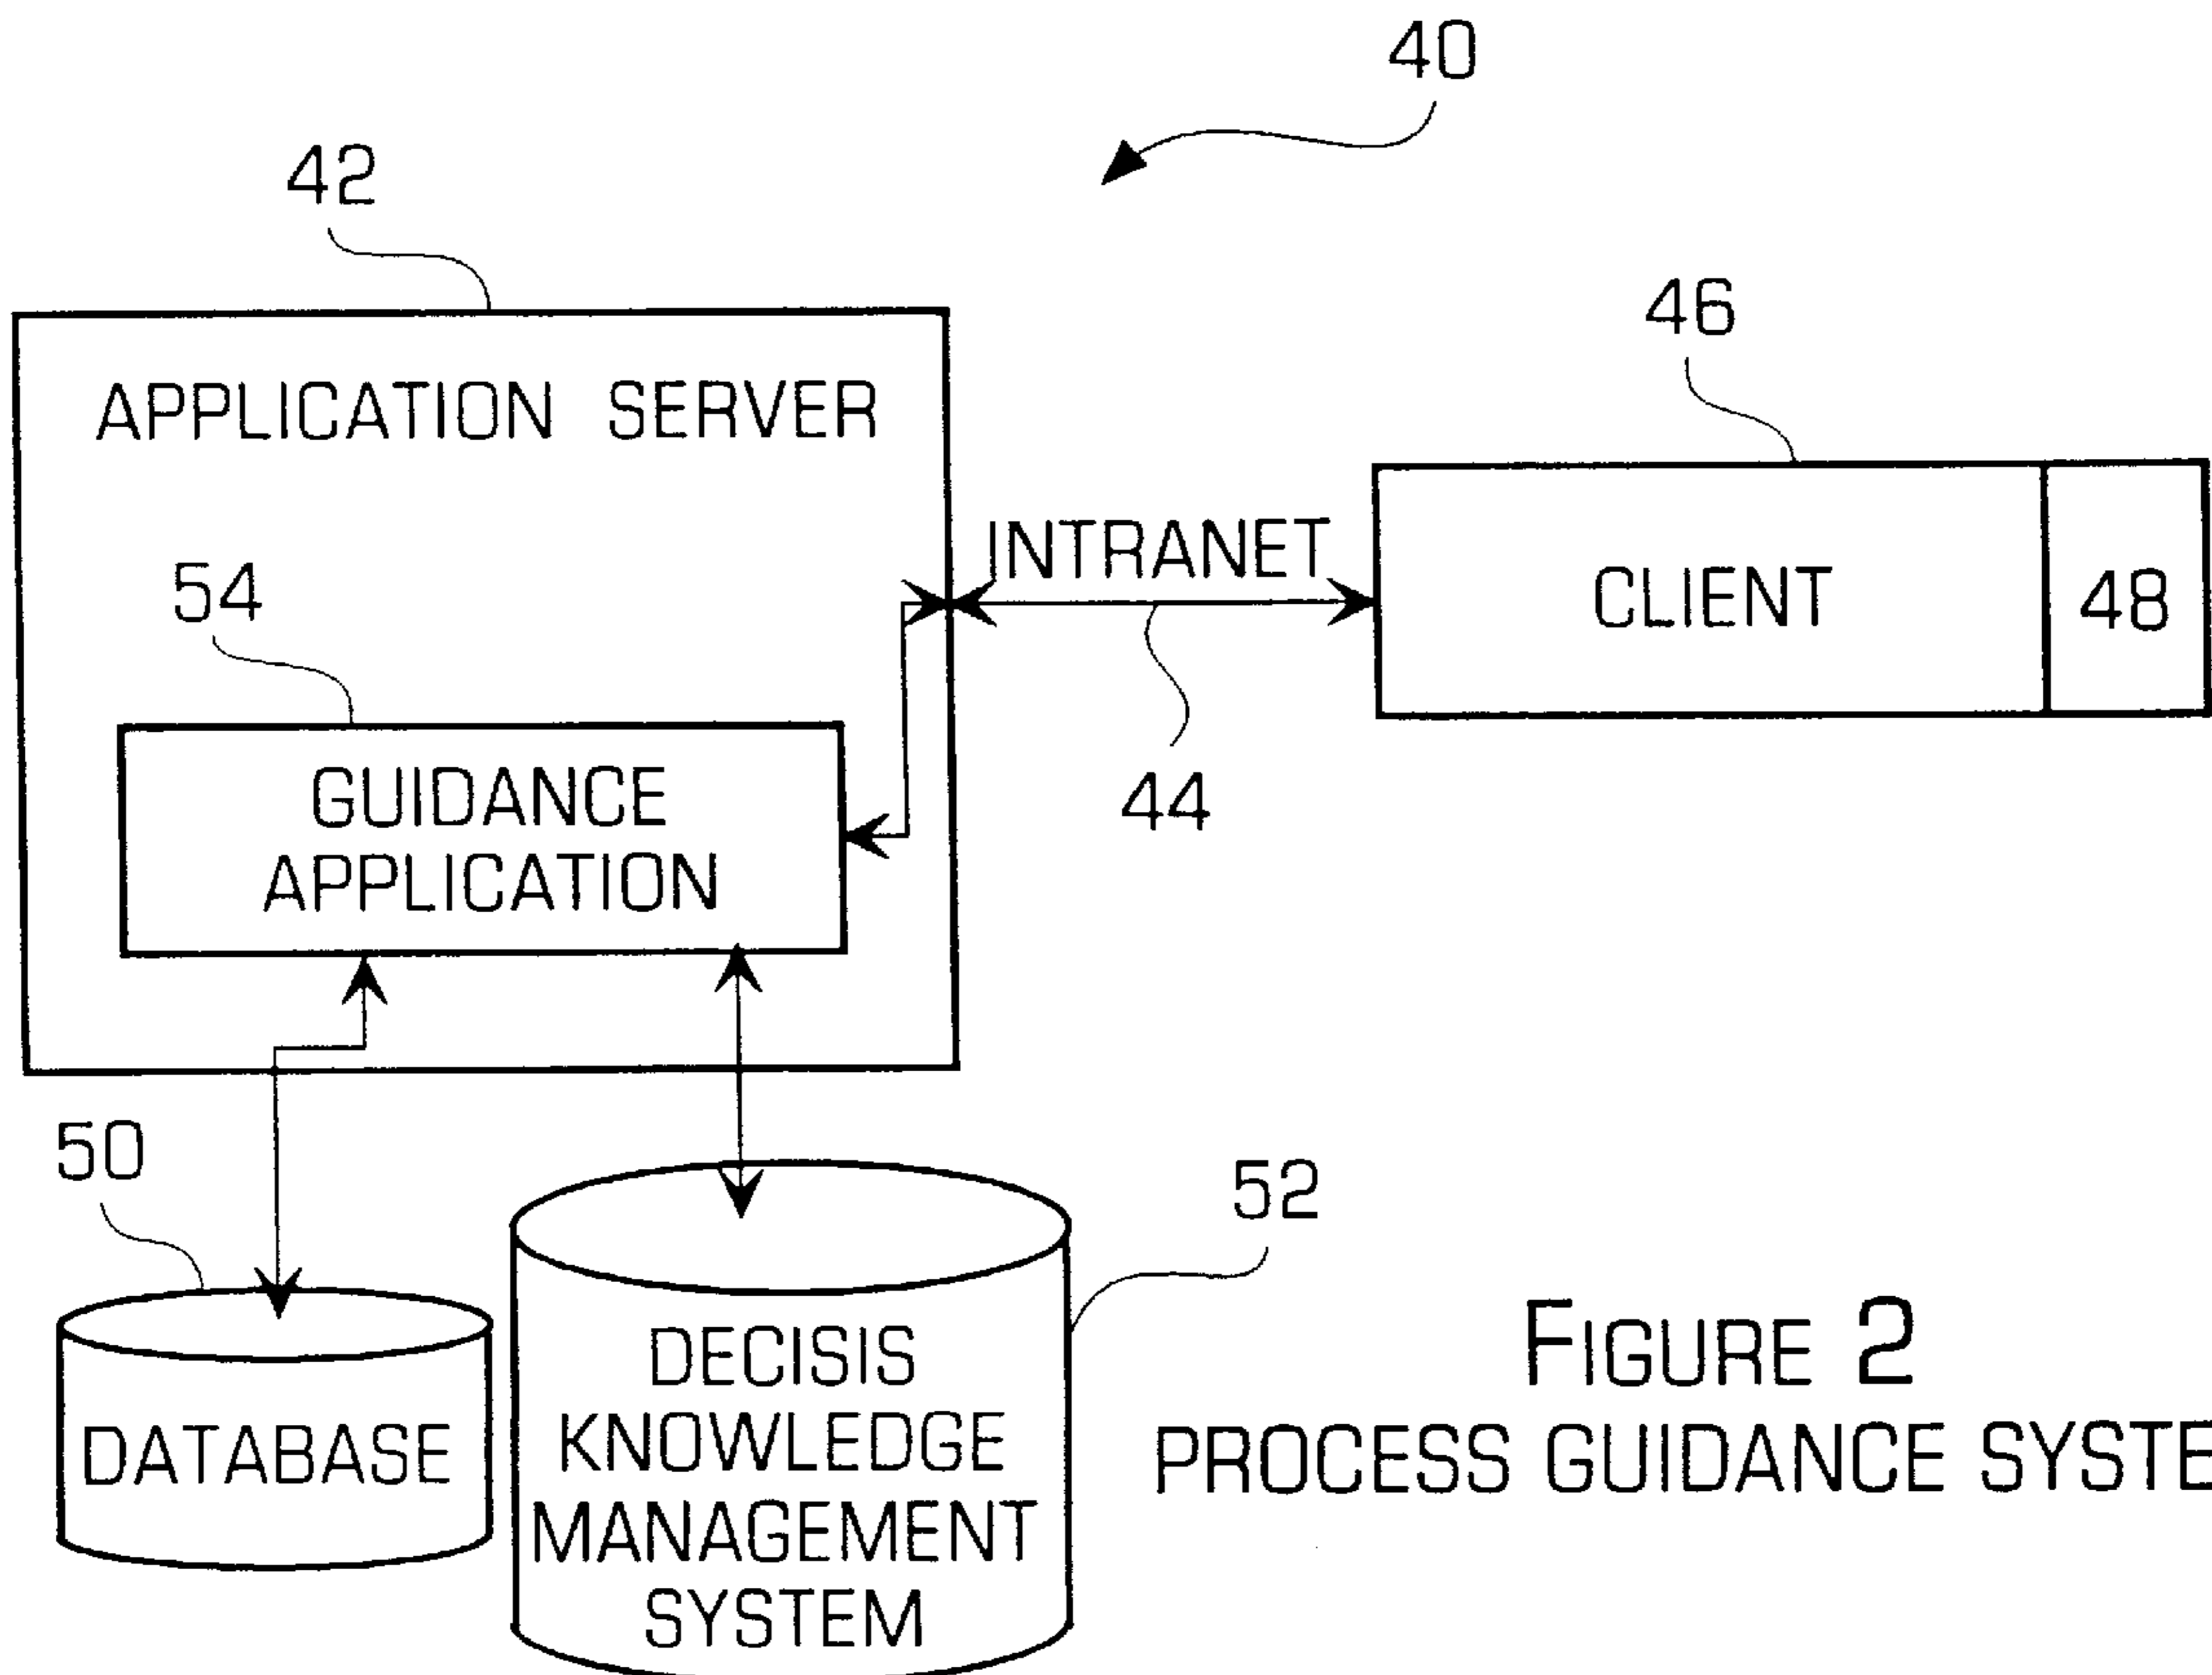 40
42
46
APPLICATION SERVER
INTRANET
CLIENT
48
54
44
GUIDANCE
APPLICATION
50
52
DATABASE
DECISIS
KNOWLEDGE
MANAGEMENT
SYSTEM
FIGURE 2
PROCESS GUIDANCE SYSTE